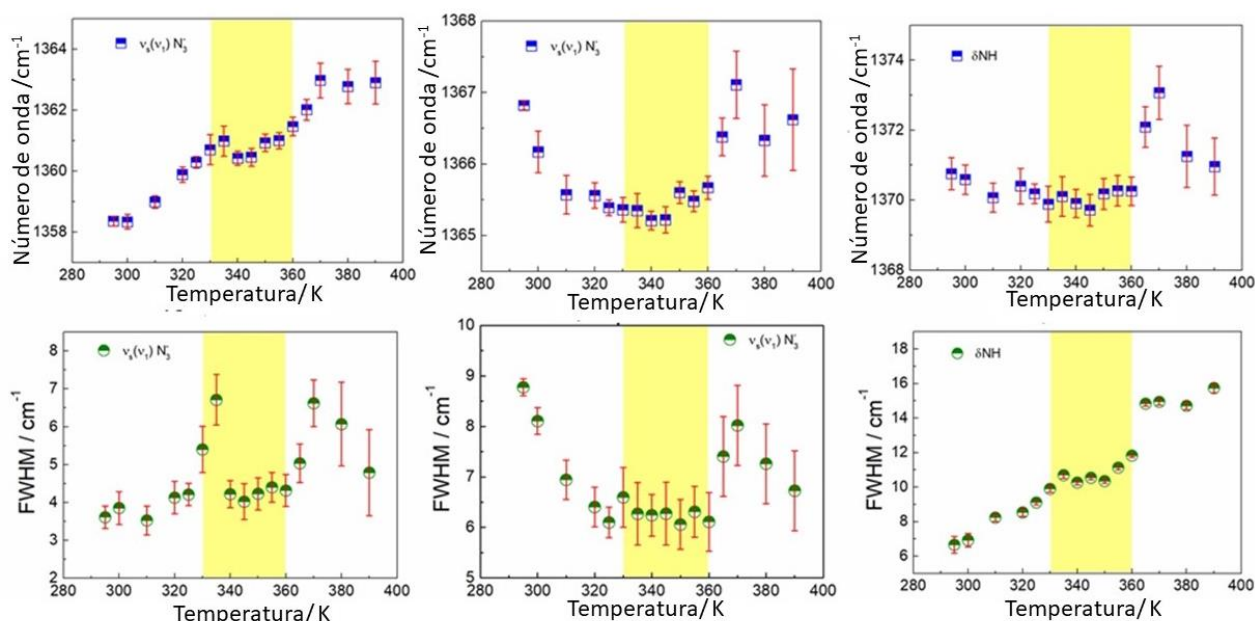 Número de onda /cm⁻¹
1364
1362
1360
1358
νₛ(ν₁) N₃⁻
280 300 320 340 360 380 400
Temperatura/ K
Número de onda /cm⁻¹
1368
1367
1366
1365
νₛ(ν₁) N₃⁻
280 300 320 340 360 380 400
Temperatura/ K
Número de onda /cm⁻¹
1374
1372
1370
1368
δNH
280 300 320 340 360 380 400
Temperatura/ K
FWHM / cm⁻¹
8
7
6
5
4
3
2
νₛ(ν₁) N₃⁻
280 300 320 340 360 380 400
Temperatura/ K
FWHM / cm⁻¹
10
9
8
7
6
5
νₛ(ν₁) N₃⁻
280 300 320 340 360 380 400
Temperatura/ K
FWHM / cm⁻¹
18
16
14
12
10
8
6
δNH
280 300 320 340 360 380 400
Temperatura/ K